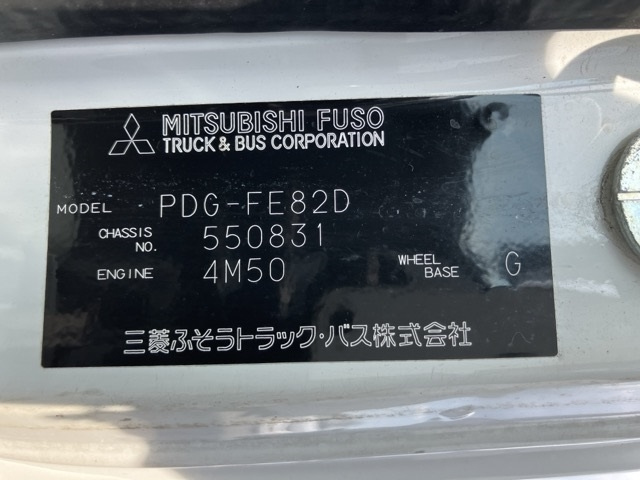 MITSUBISHI FUSO
TRUCK & BUS CORPORATION
MODEL PDG-FE82D
CHASSIS NO. 550831
ENGINE 4M50 WHEEL BASE G
三菱ふそうトラック・バス株式会社